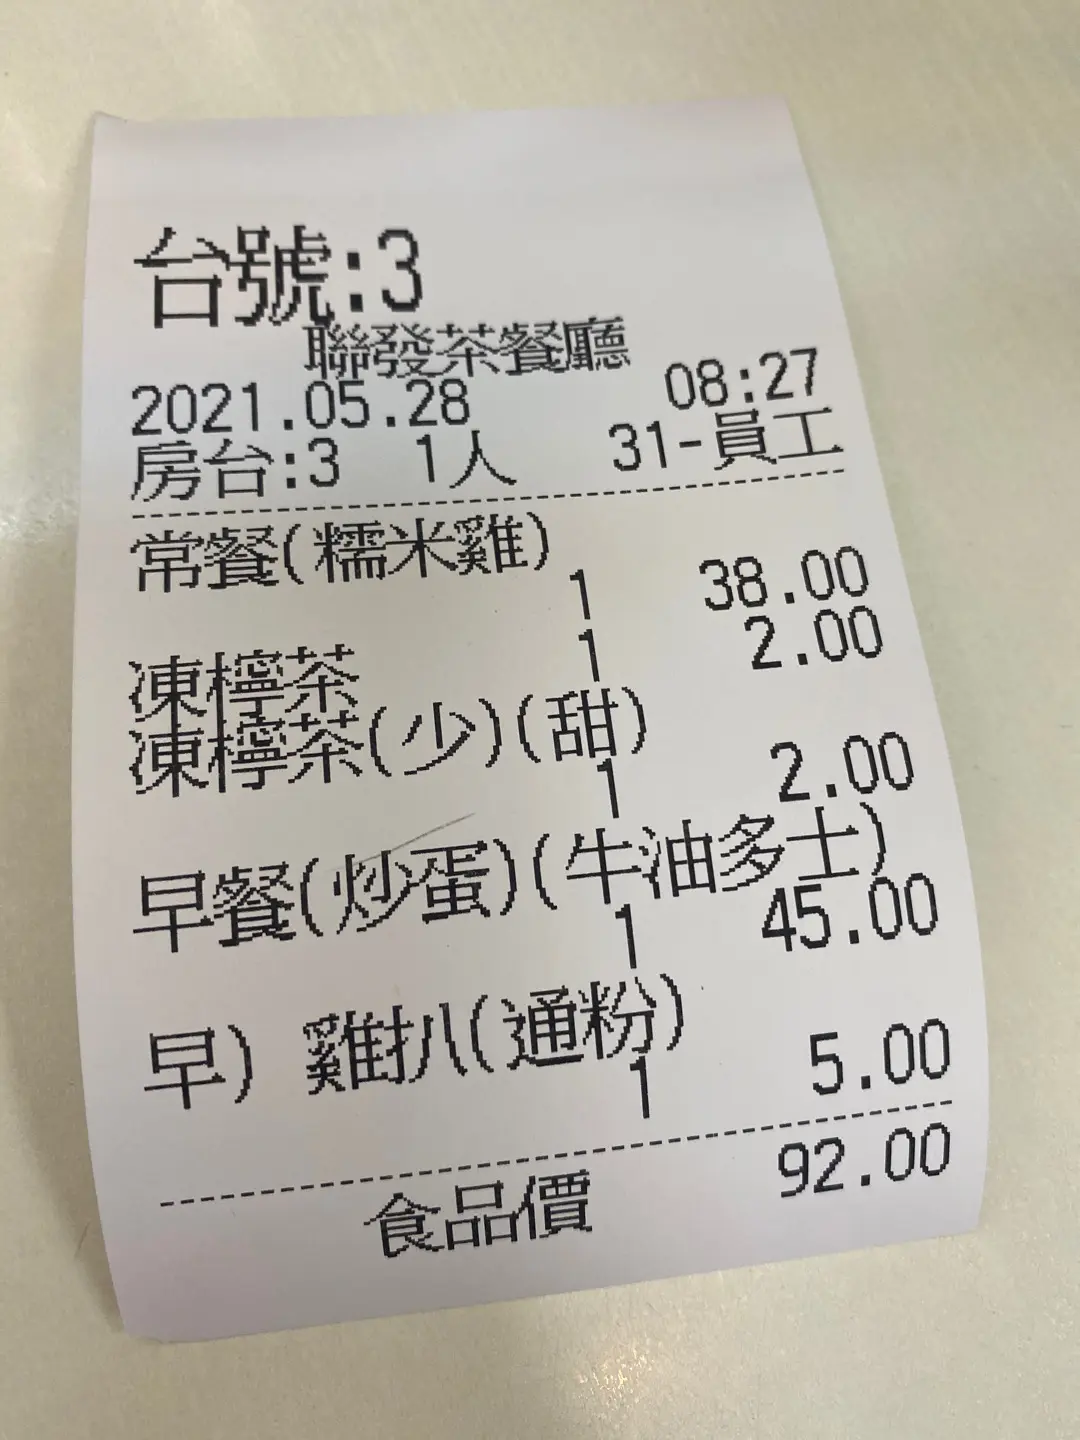 台號:3
聯發茶餐廳
2021.05.28 08:27
房台:3 1人 31-員工
常餐(糯米雞)
1 38.00
凍檸茶 1 2.00
凍檸茶(少)(甜)
1 2.00
早餐(炒蛋)(牛油多士)
1 45.00
早) 雞扒(通粉)
1 5.00
食品價 92.00